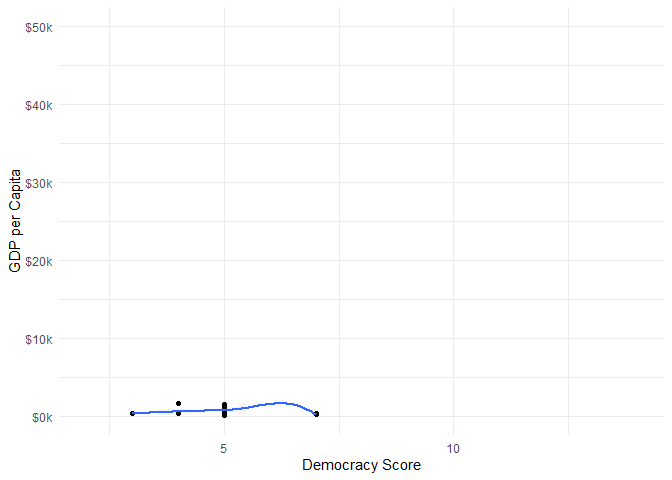 $50k
$40k
$30k
$20k
$10k
$0k
GDP per Capita
5 10
Democracy Score